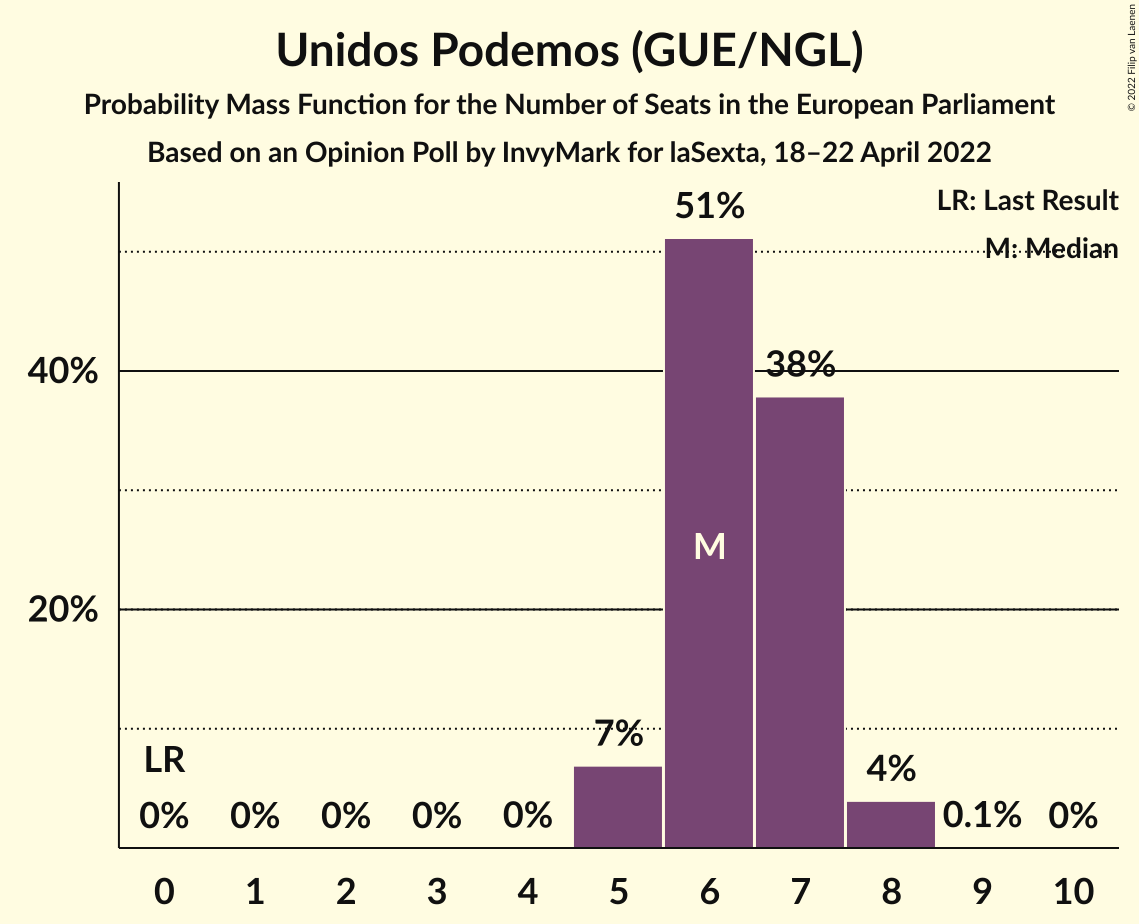 Unidos Podemos (GUE/NGL)
Probability Mass Function for the Number of Seats in the European Parliament
Based on an Opinion Poll by InvyMark for laSexta, 18–22 April 2022
© 2022 Filip van Laenen
LR: Last Result
M: Median
51%
40%
38%
M
20%
7%
LR
4%
0% 0% 0% 0% 0% 0.1% 0%
0 1 2 3 4 5 6 7 8 9 10